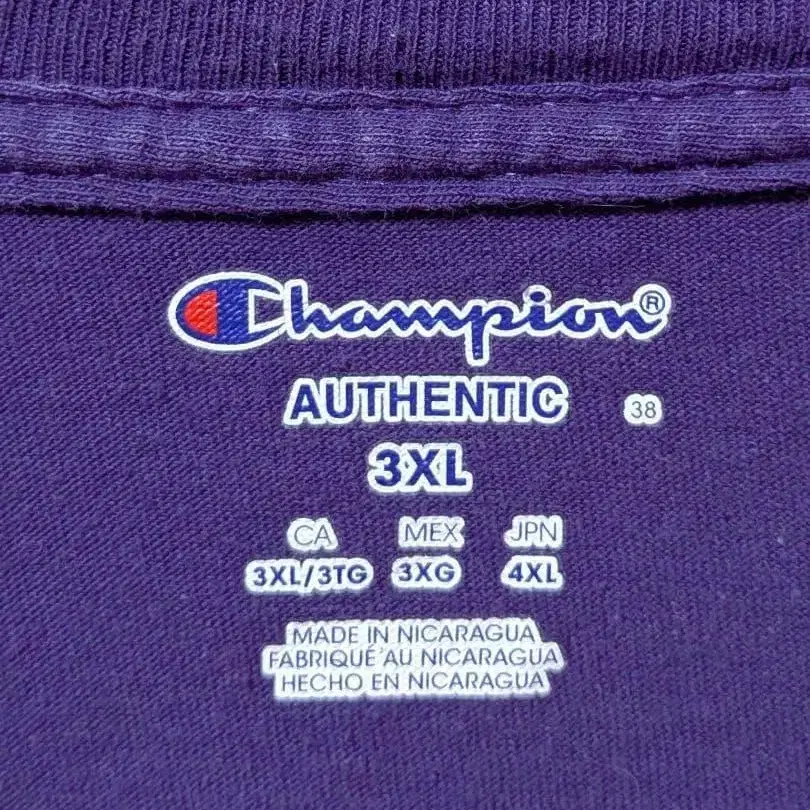 Champion®
AUTHENTIC 38
3XL
CA MEX JPN
3XL/3TG 3XG 4XL
MADE IN NICARAGUA
FABRIQUÉ AU NICARAGUA
HECHO EN NICARAGUA